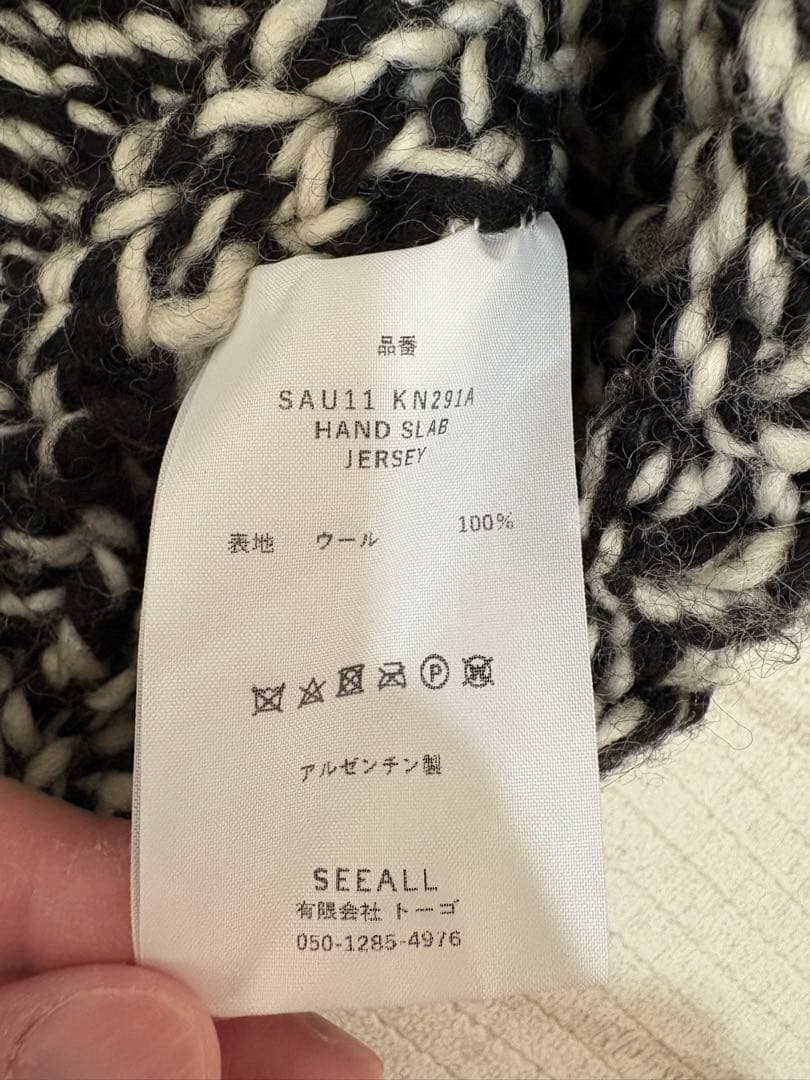 品番
SAU11 KN291A
HAND SLAB
JERSEY
表地 ウール 100%
P
アルゼンチン製
SEEALL
有限会社 トーゴ
050-1285-4976